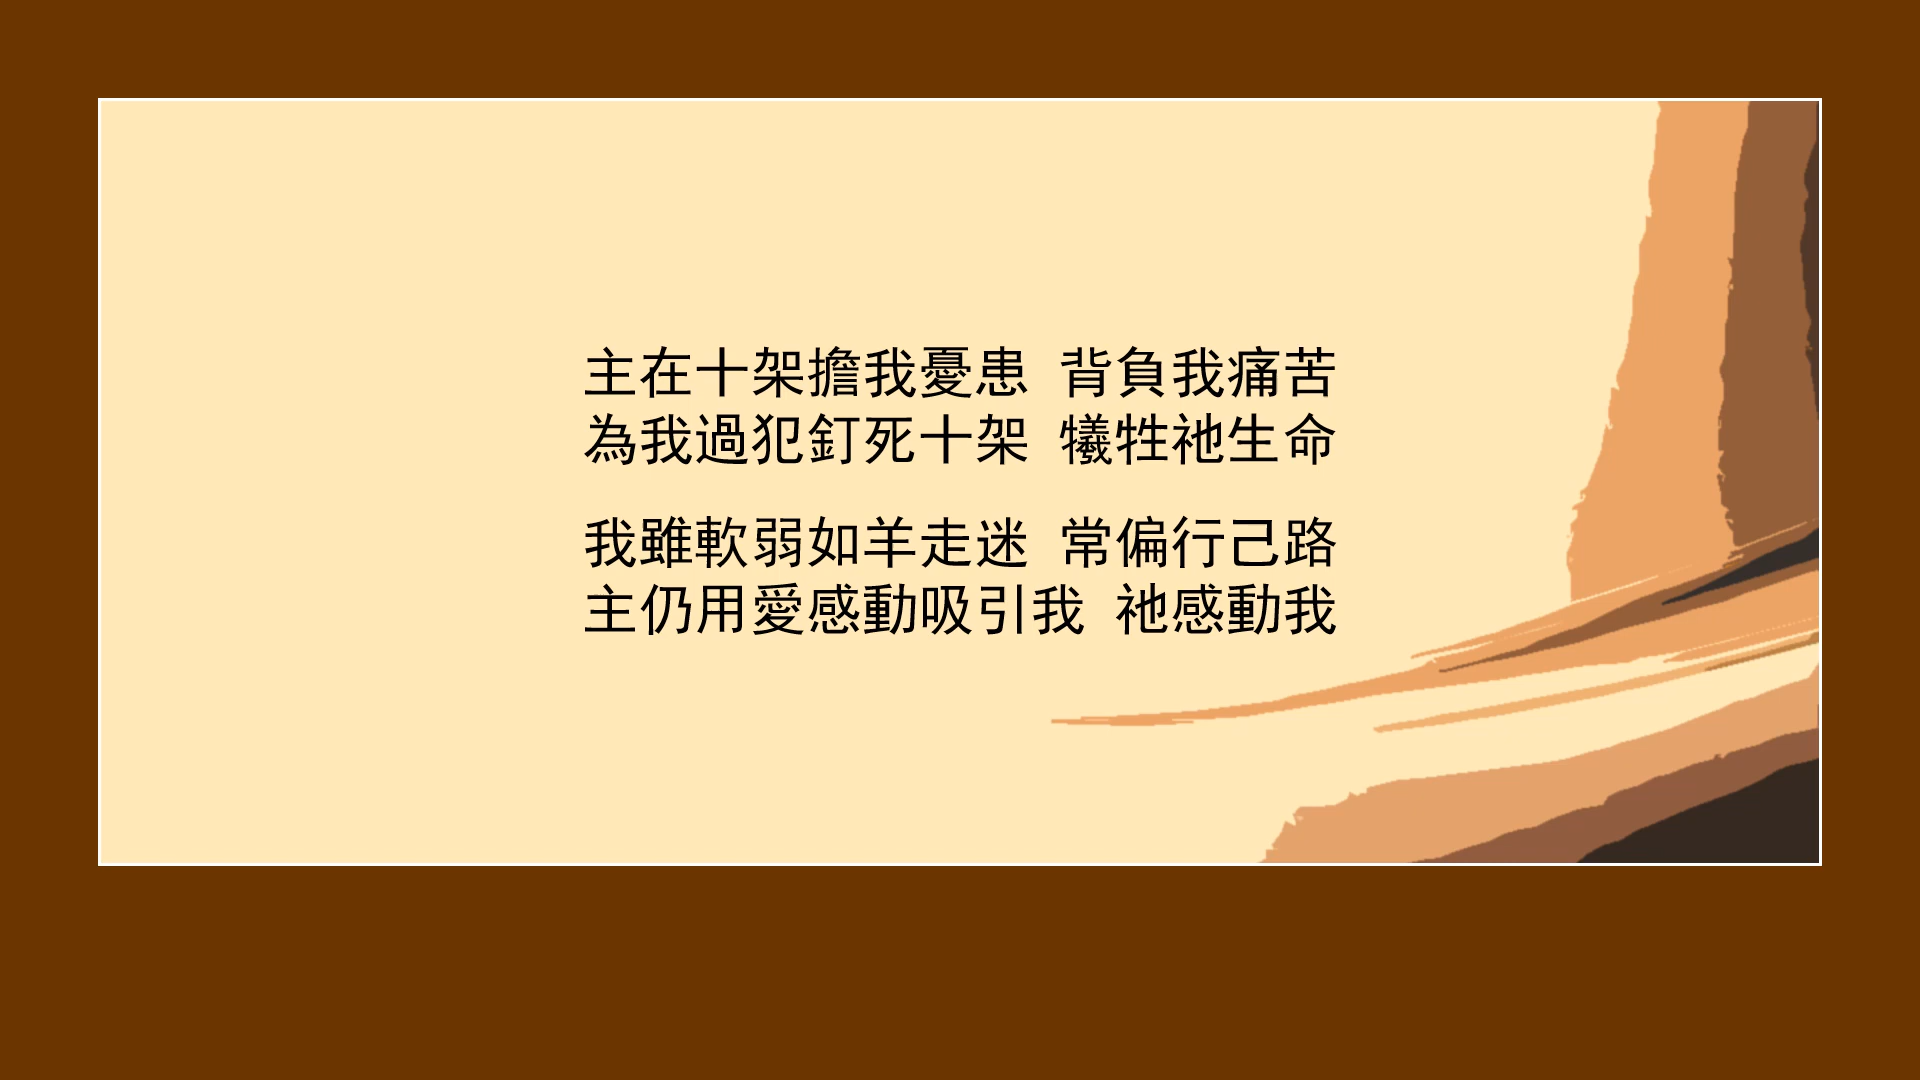 主在十架擔我憂患 背負我痛苦
為我過犯釘死十架 犧牲祂生命
我雖軟弱如羊走迷 常偏行己路
主仍用愛感動吸引我 祂感動我